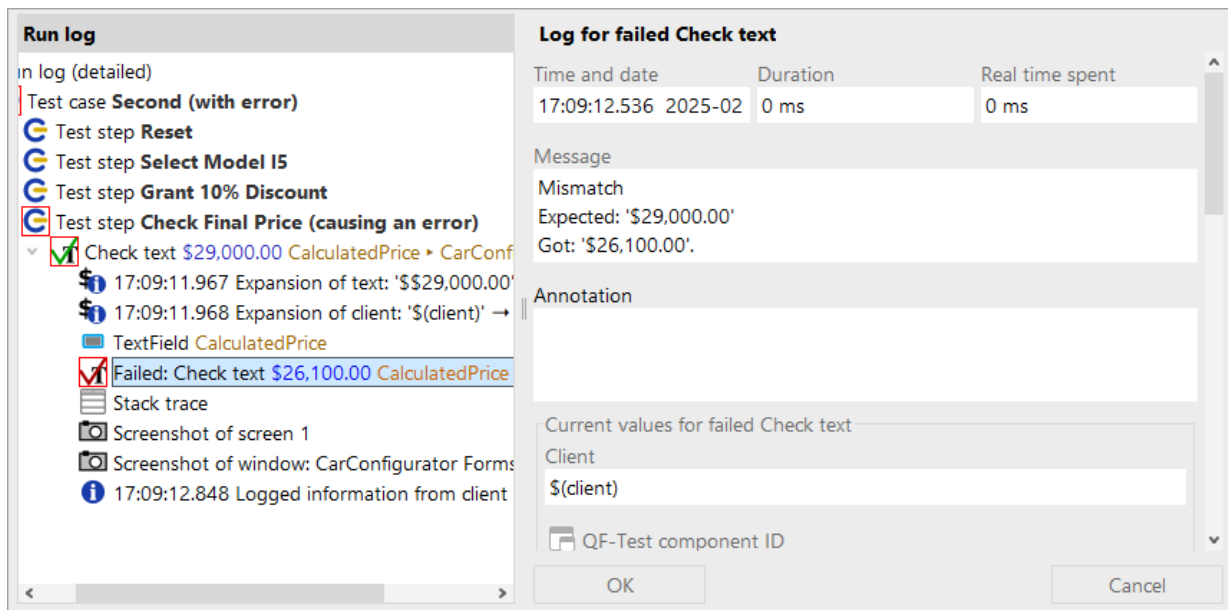 Run log
un log (detailed)
Test case Second (with error)
Test step Reset
Test step Select Model I5
Test step Grant 10% Discount
Test step Check Final Price (causing an error)
Check text $29,000.00 CalculatedPrice ▸ CarConf
17:09:11.967 Expansion of text: '$$29,000.00'
17:09:11.968 Expansion of client: '$(client)' →
TextField CalculatedPrice
Failed: Check text $26,100.00 CalculatedPrice
Stack trace
Screenshot of screen 1
Screenshot of window: CarConfigurator Forms
17:09:12.848 Logged information from client
Log for failed Check text
Time and date Duration Real time spent
17:09:12.536 2025-02 0 ms 0 ms
Message
Mismatch
Expected: '$29,000.00'
Got: '$26,100.00'.
Annotation
Current values for failed Check text
Client
$(client)
QF-Test component ID
OK Cancel